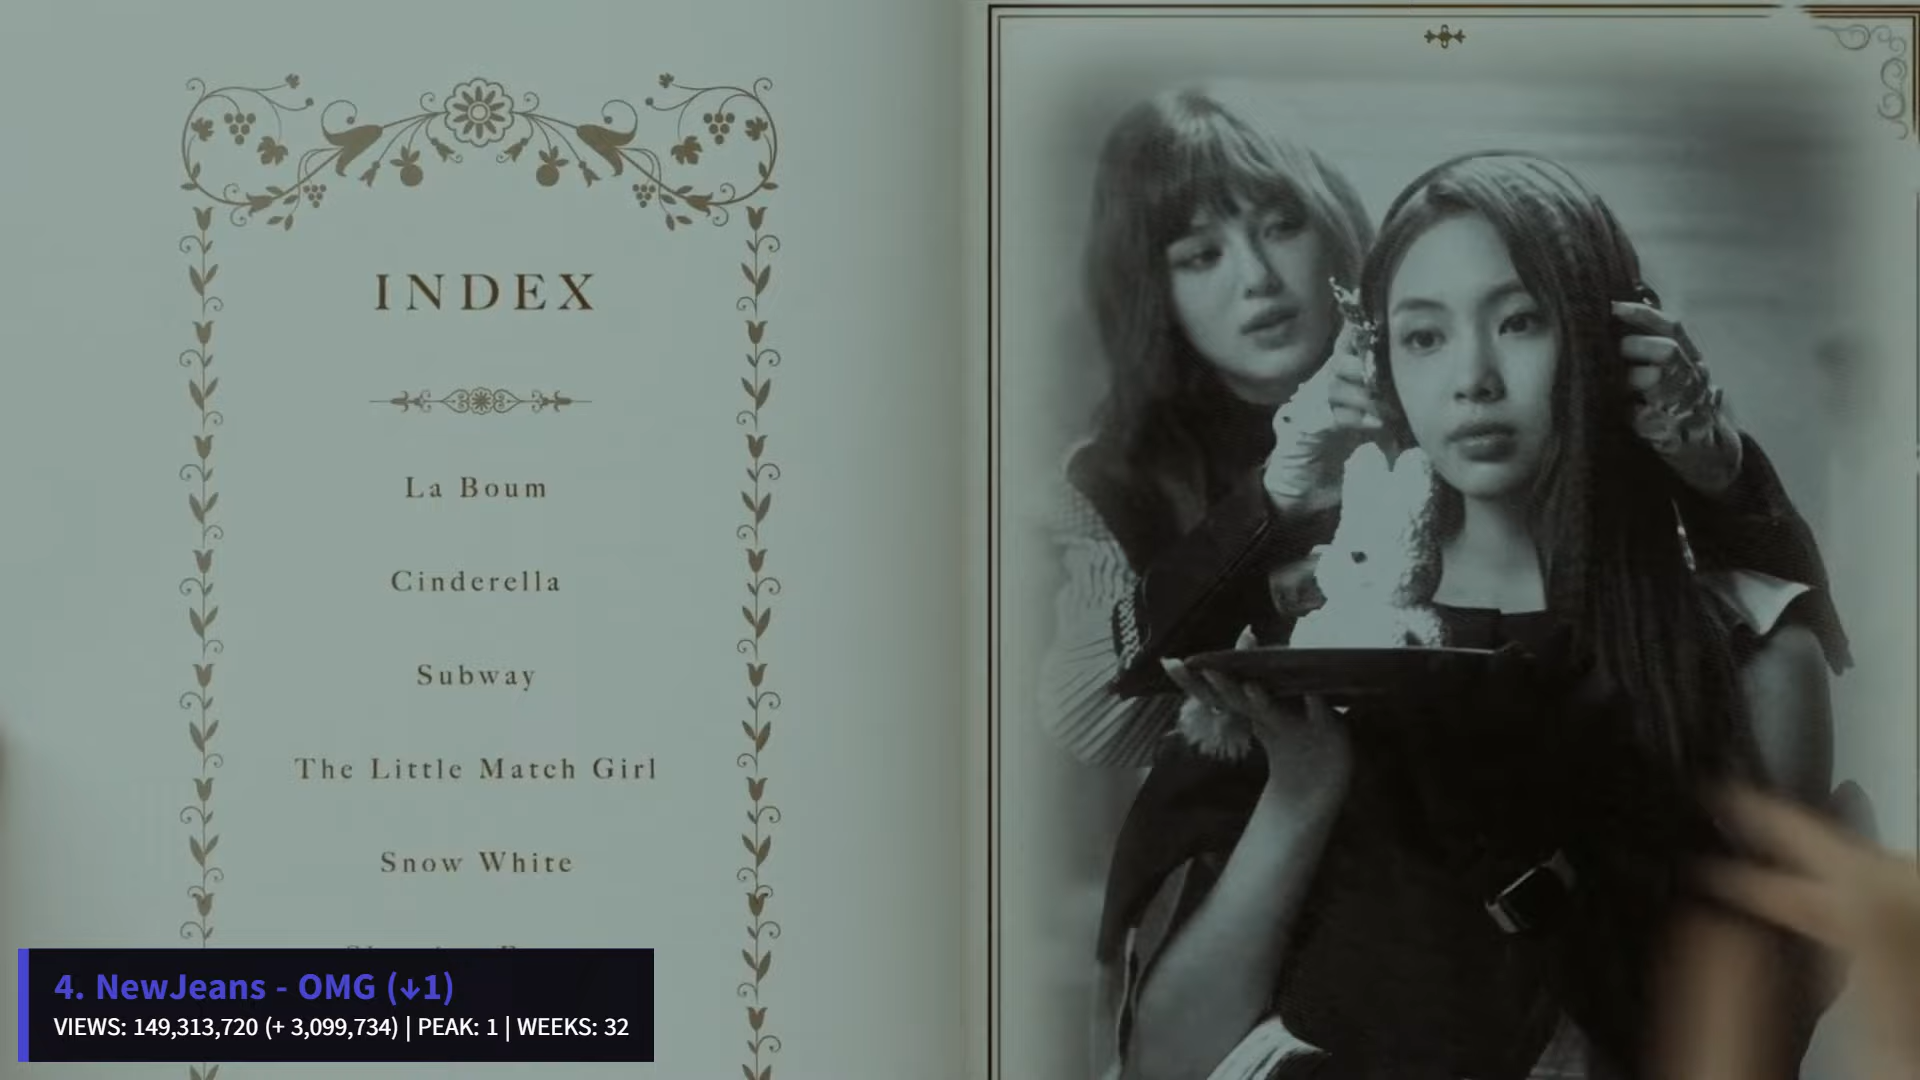 INDEX
La Boum
Cinderella
Subway
The Little Match Girl
Snow White
4. NewJeans - OMG (↓1)
VIEWS: 149,313,720 (+ 3,099,734) | PEAK: 1 | WEEKS: 32